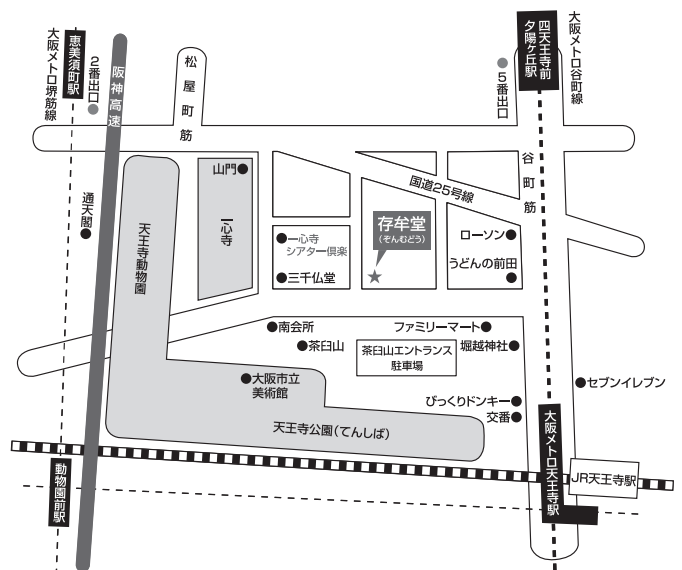 大阪メトロ堺筋線
恵美須町駅
2番出口
阪神高速
松屋町筋
5番出口
四天王寺前
夕陽ヶ丘駅
大阪メトロ谷町線
谷町筋
国道25号線
山門
一心寺
通天閣
天王寺動物園
一心寺
シアター倶楽
三千仏堂
存牟堂
(ぞんむどう)
ローソン
うどんの前田
南会所
ファミリーマート
茶臼山
茶臼山エントランス
駐車場
堀越神社
大阪市立
美術館
セブンイレブン
びっくりドンキー
交番
天王寺公園(てんしば)
動物園前駅
大阪メトロ天王寺駅
JR天王寺駅